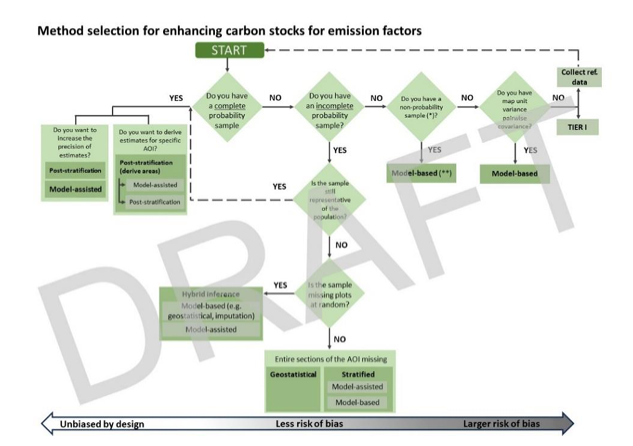 Method selection for enhancing carbon stocks for emission factors
START
Collect ref.
data
YES
Do you have
a complete
probability
sample
NO
Do you have
an incomplete
probability
sample?
NO
Do you have a
non-probability
sample (*)?
NO
Do you have
map unit
variance
pairwise
covariance?
NO
TIER I
Do you want to
increase the
precision of
estimates?
Post-stratification
Model-assisted
Do you want to derive
estimates for specific
AOI?
Post-stratification
(derive areas)
Model-assisted
Post-stratification
YES
YES
YES
Model-based (**)
Model-based
YES
Is the sample
still
representative
of the
population?
NO
YES
Is the sample
missing plots
at random?
Hybrid inference
Model-based (e.g.
geostatistical, imputation)
Model-assisted
NO
Entire sections of the AOI missing
Geostatistical
Stratified
Model-assisted
Model-based
Unbiased by design
Less risk of bias
Larger risk of bias
DRAFT